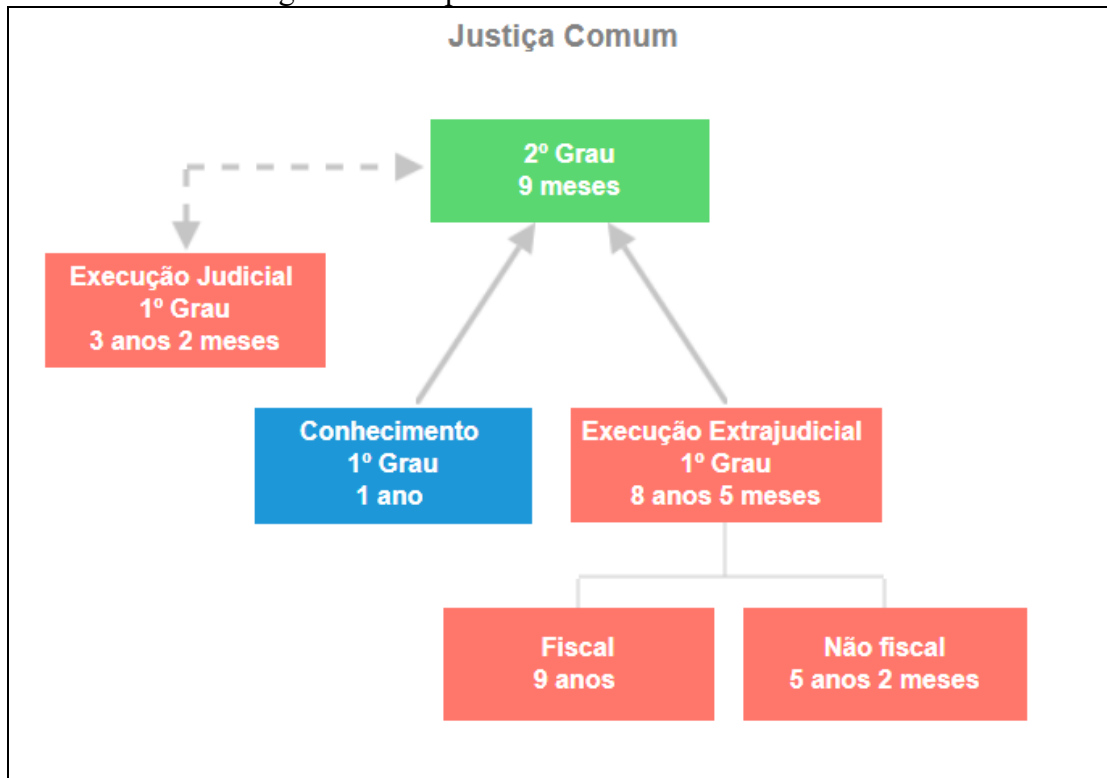 Justiça Comum
2º Grau
9 meses
Execução Judicial
1º Grau
3 anos 2 meses
Conhecimento
1º Grau
1 ano
Execução Extrajudicial
1º Grau
8 anos 5 meses
Fiscal
9 anos
Não fiscal
5 anos 2 meses